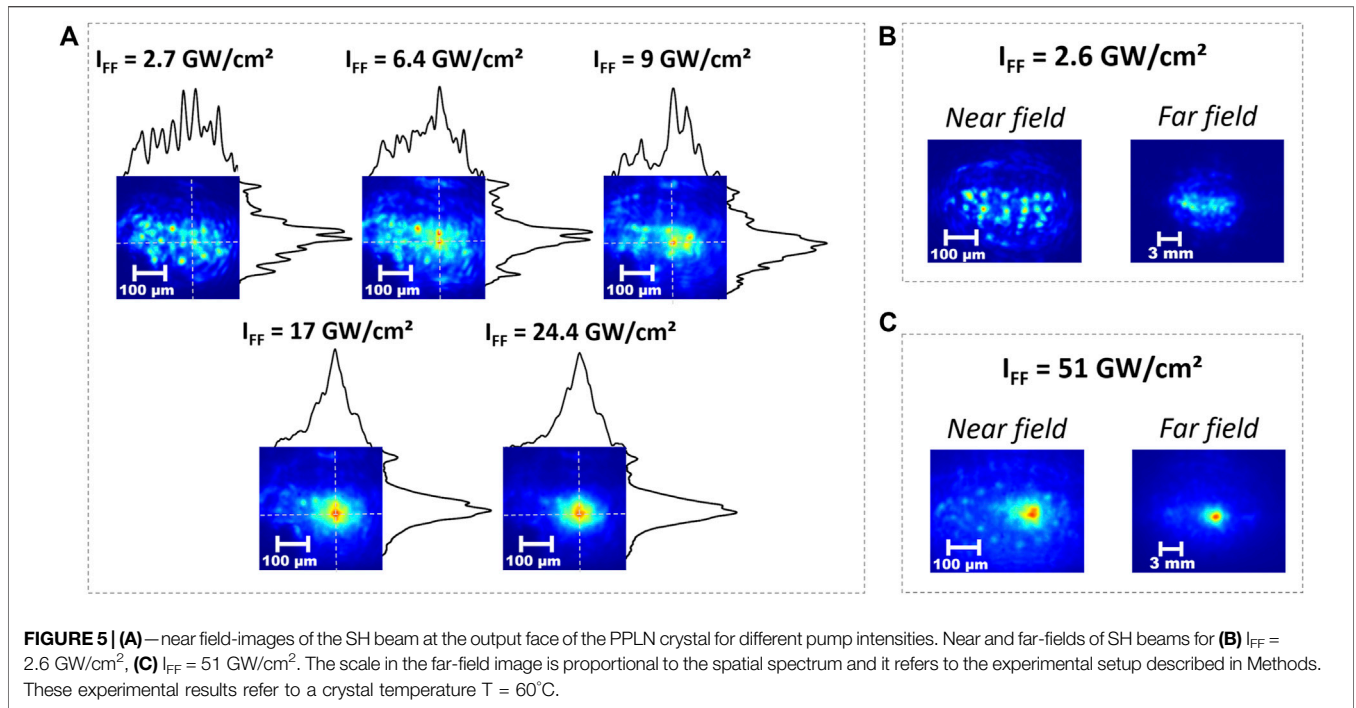 A
I_FF = 2.7 GW/cm²
I_FF = 6.4 GW/cm²
I_FF = 9 GW/cm²
100 µm
100 µm
100 µm
I_FF = 17 GW/cm²
I_FF = 24.4 GW/cm²
100 µm
100 µm
B
I_FF = 2.6 GW/cm²
Near field
Far field
100 µm
3 mm
C
I_FF = 51 GW/cm²
Near field
Far field
100 µm
3 mm
FIGURE 5 | (A)—near field-images of the SH beam at the output face of the PPLN crystal for different pump intensities. Near and far-fields of SH beams for (B) I_FF =
2.6 GW/cm², (C) I_FF = 51 GW/cm². The scale in the far-field image is proportional to the spatial spectrum and it refers to the experimental setup described in Methods.
These experimental results refer to a crystal temperature T = 60°C.